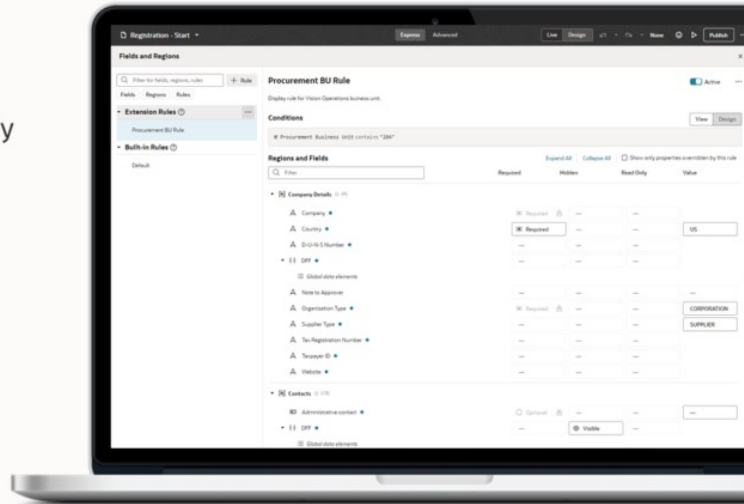 y
Registration - Start
Express Advanced
Live Design
None
Publish
Fields and Regions
Filter for fields, regions, rules
+ Rule
Fields Regions Rules
Extension Rules
Procurement BU Rule
Built-in Rules
Default
Procurement BU Rule
Active
Display rule for Vision Operations business unit.
Conditions
View Design
# Procurement Business Unit contains "204"
Regions and Fields
Expand All Collapse All Show only properties overridden by this rule
Filter
Required Hidden Read Only Value
Company Details
Company Required — —
Country Required — — US
D-U-N-S Number — — —
DFF — — —
Global data elements
Note to Approver — — — —
Organization Type Required — — CORPORATION
Supplier Type — — — SUPPLIER
Tax Registration Number — — —
Taxpayer ID — — —
Website — — —
Contacts
Administrative contact Optional — — —
DFF — Visible —
Global data elements